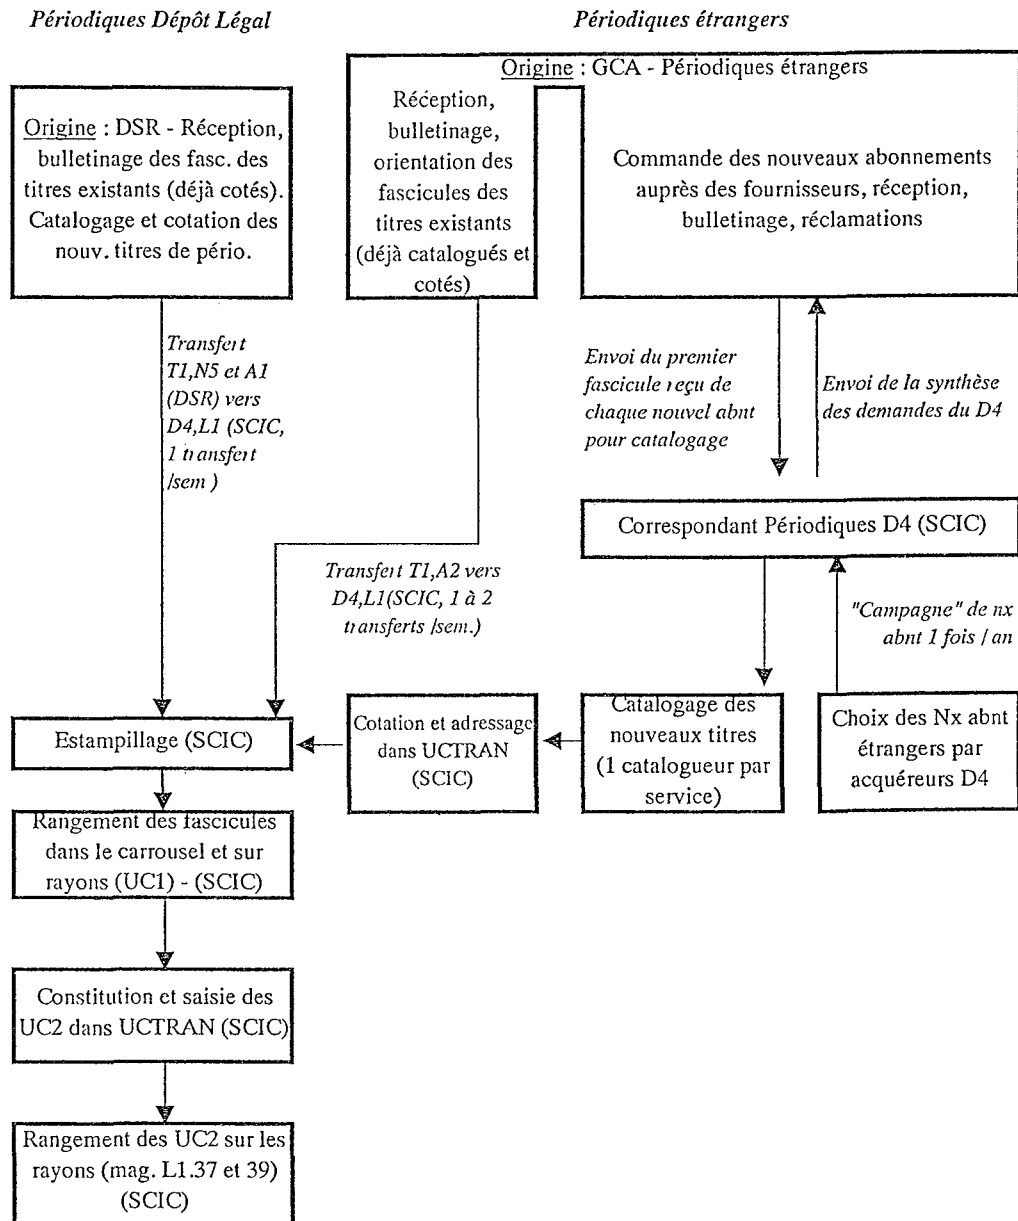 Périodiques Dépôt Légal
Périodiques étrangers
Origine : DSR - Réception,
bulletinage des fasc. des
titres existants (déjà cotés).
Catalogage et cotation des
nouv. titres de pério.
Origine : GCA - Périodiques étrangers
Réception,
bulletinage,
orientation des
fascicules des
titres existants
(déjà catalogués et
cotés)
Commande des nouveaux abonnements
auprès des fournisseurs, réception,
bulletinage, réclamations
Transfert
T1,N5 et A1
(DSR) vers
D4,L1 (SCIC,
1 transfert
/sem )
Envoi du premier
fascicule reçu de
chaque nouvel abnt
pour catalogage
Envoi de la synthèse
des demandes du D4
Correspondant Périodiques D4 (SCIC)
Transfert T1,A2 vers
D4,L1(SCIC, 1 à 2
transferts /sem.)
"Campagne" de nx
abnt 1 fois / an
Estampillage (SCIC)
Cotation et adressage
dans UCTRAN
(SCIC)
Catalogage des
nouveaux titres
(1 catalogueur par
service)
Choix des Nx abnt
étrangers par
acquéreurs D4
Rangement des fascicules
dans le carrousel et sur
rayons (UC1) - (SCIC)
Constitution et saisie des
UC2 dans UCTRAN (SCIC)
Rangement des UC2 sur les
rayons (mag. L1.37 et 39)
(SCIC)